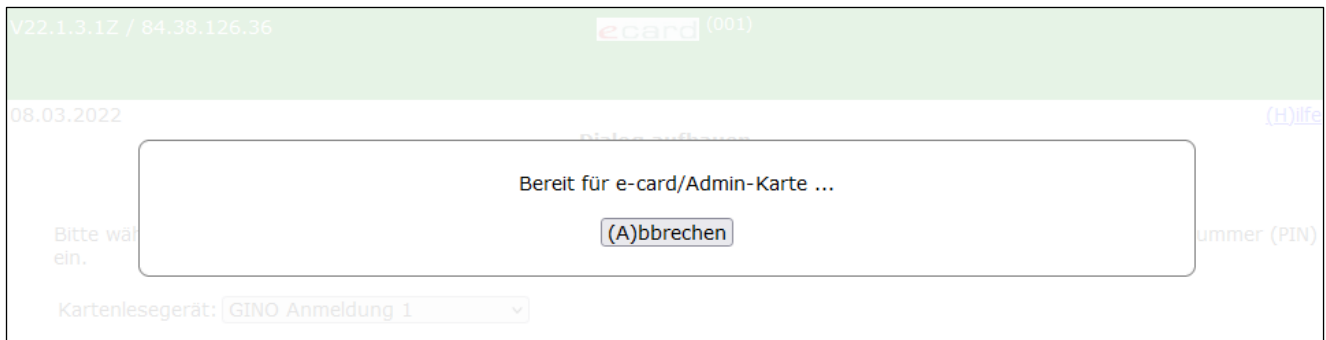 V22.1.3.1Z / 84.38.126.36
ecard (001)
08.03.2022
(H)ilfe
Dialog aufbauen
Bereit für e-card/Admin-Karte ...
(A)bbrechen
Bitte wäh
ummer (PIN)
ein.
Kartenlesegerät: GINO Anmeldung 1